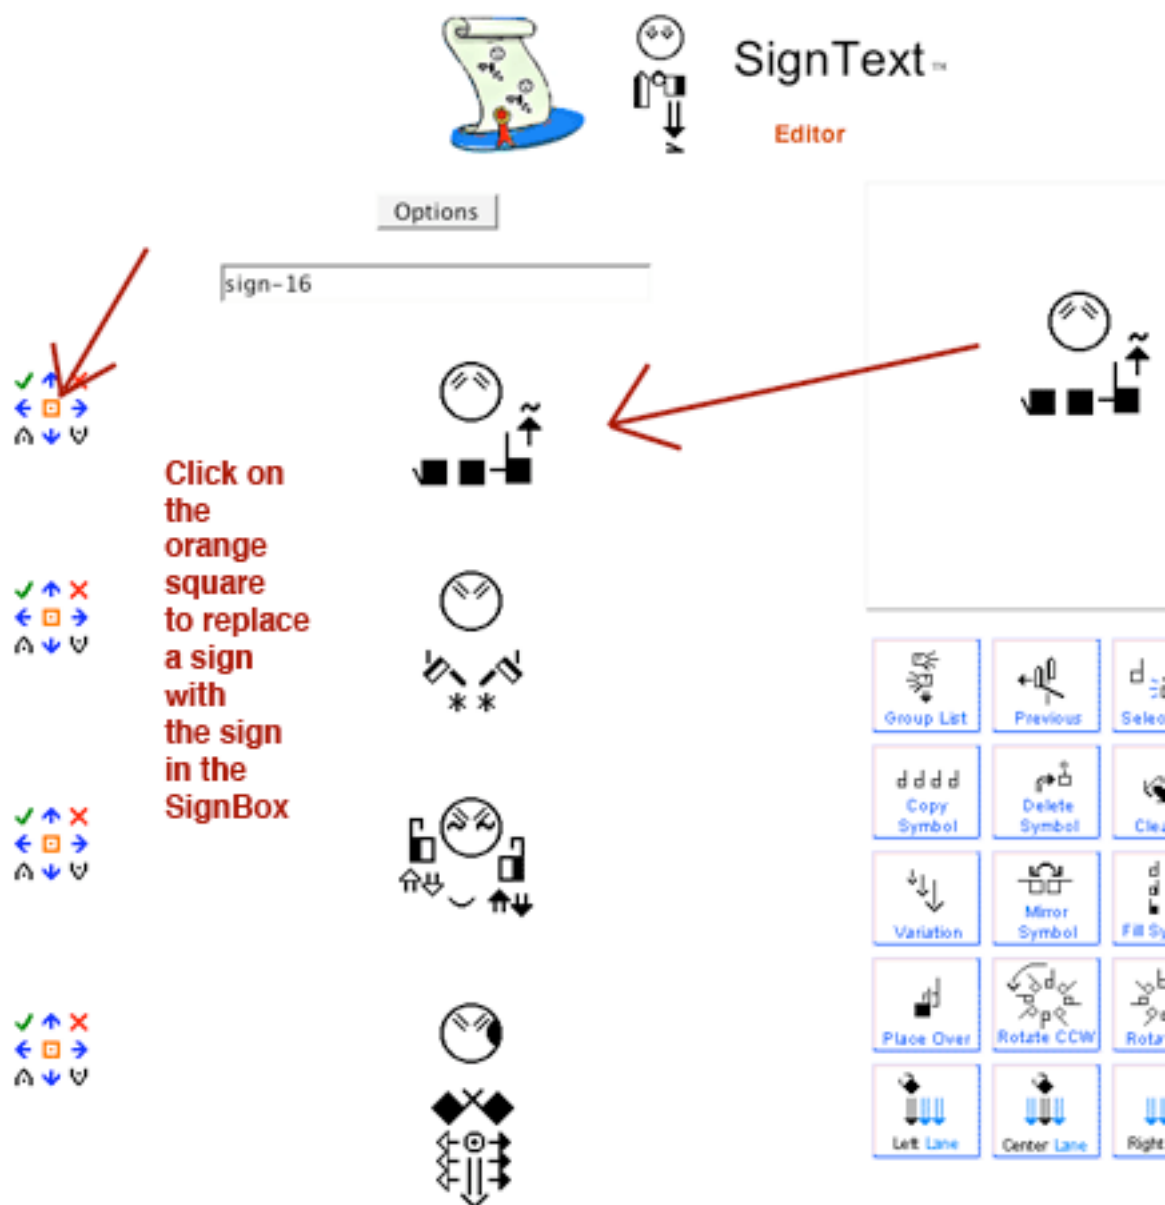 SignText™
Editor
Options
sign-16
Click on
the
orange
square
to replace
a sign
with
the sign
in the
SignBox
Group List
Previous
Copy
Symbol
Delete
Symbol
Variation
Mirror
Symbol
Place Over
Rotate CCW
Left Lane
Center Lane
Right